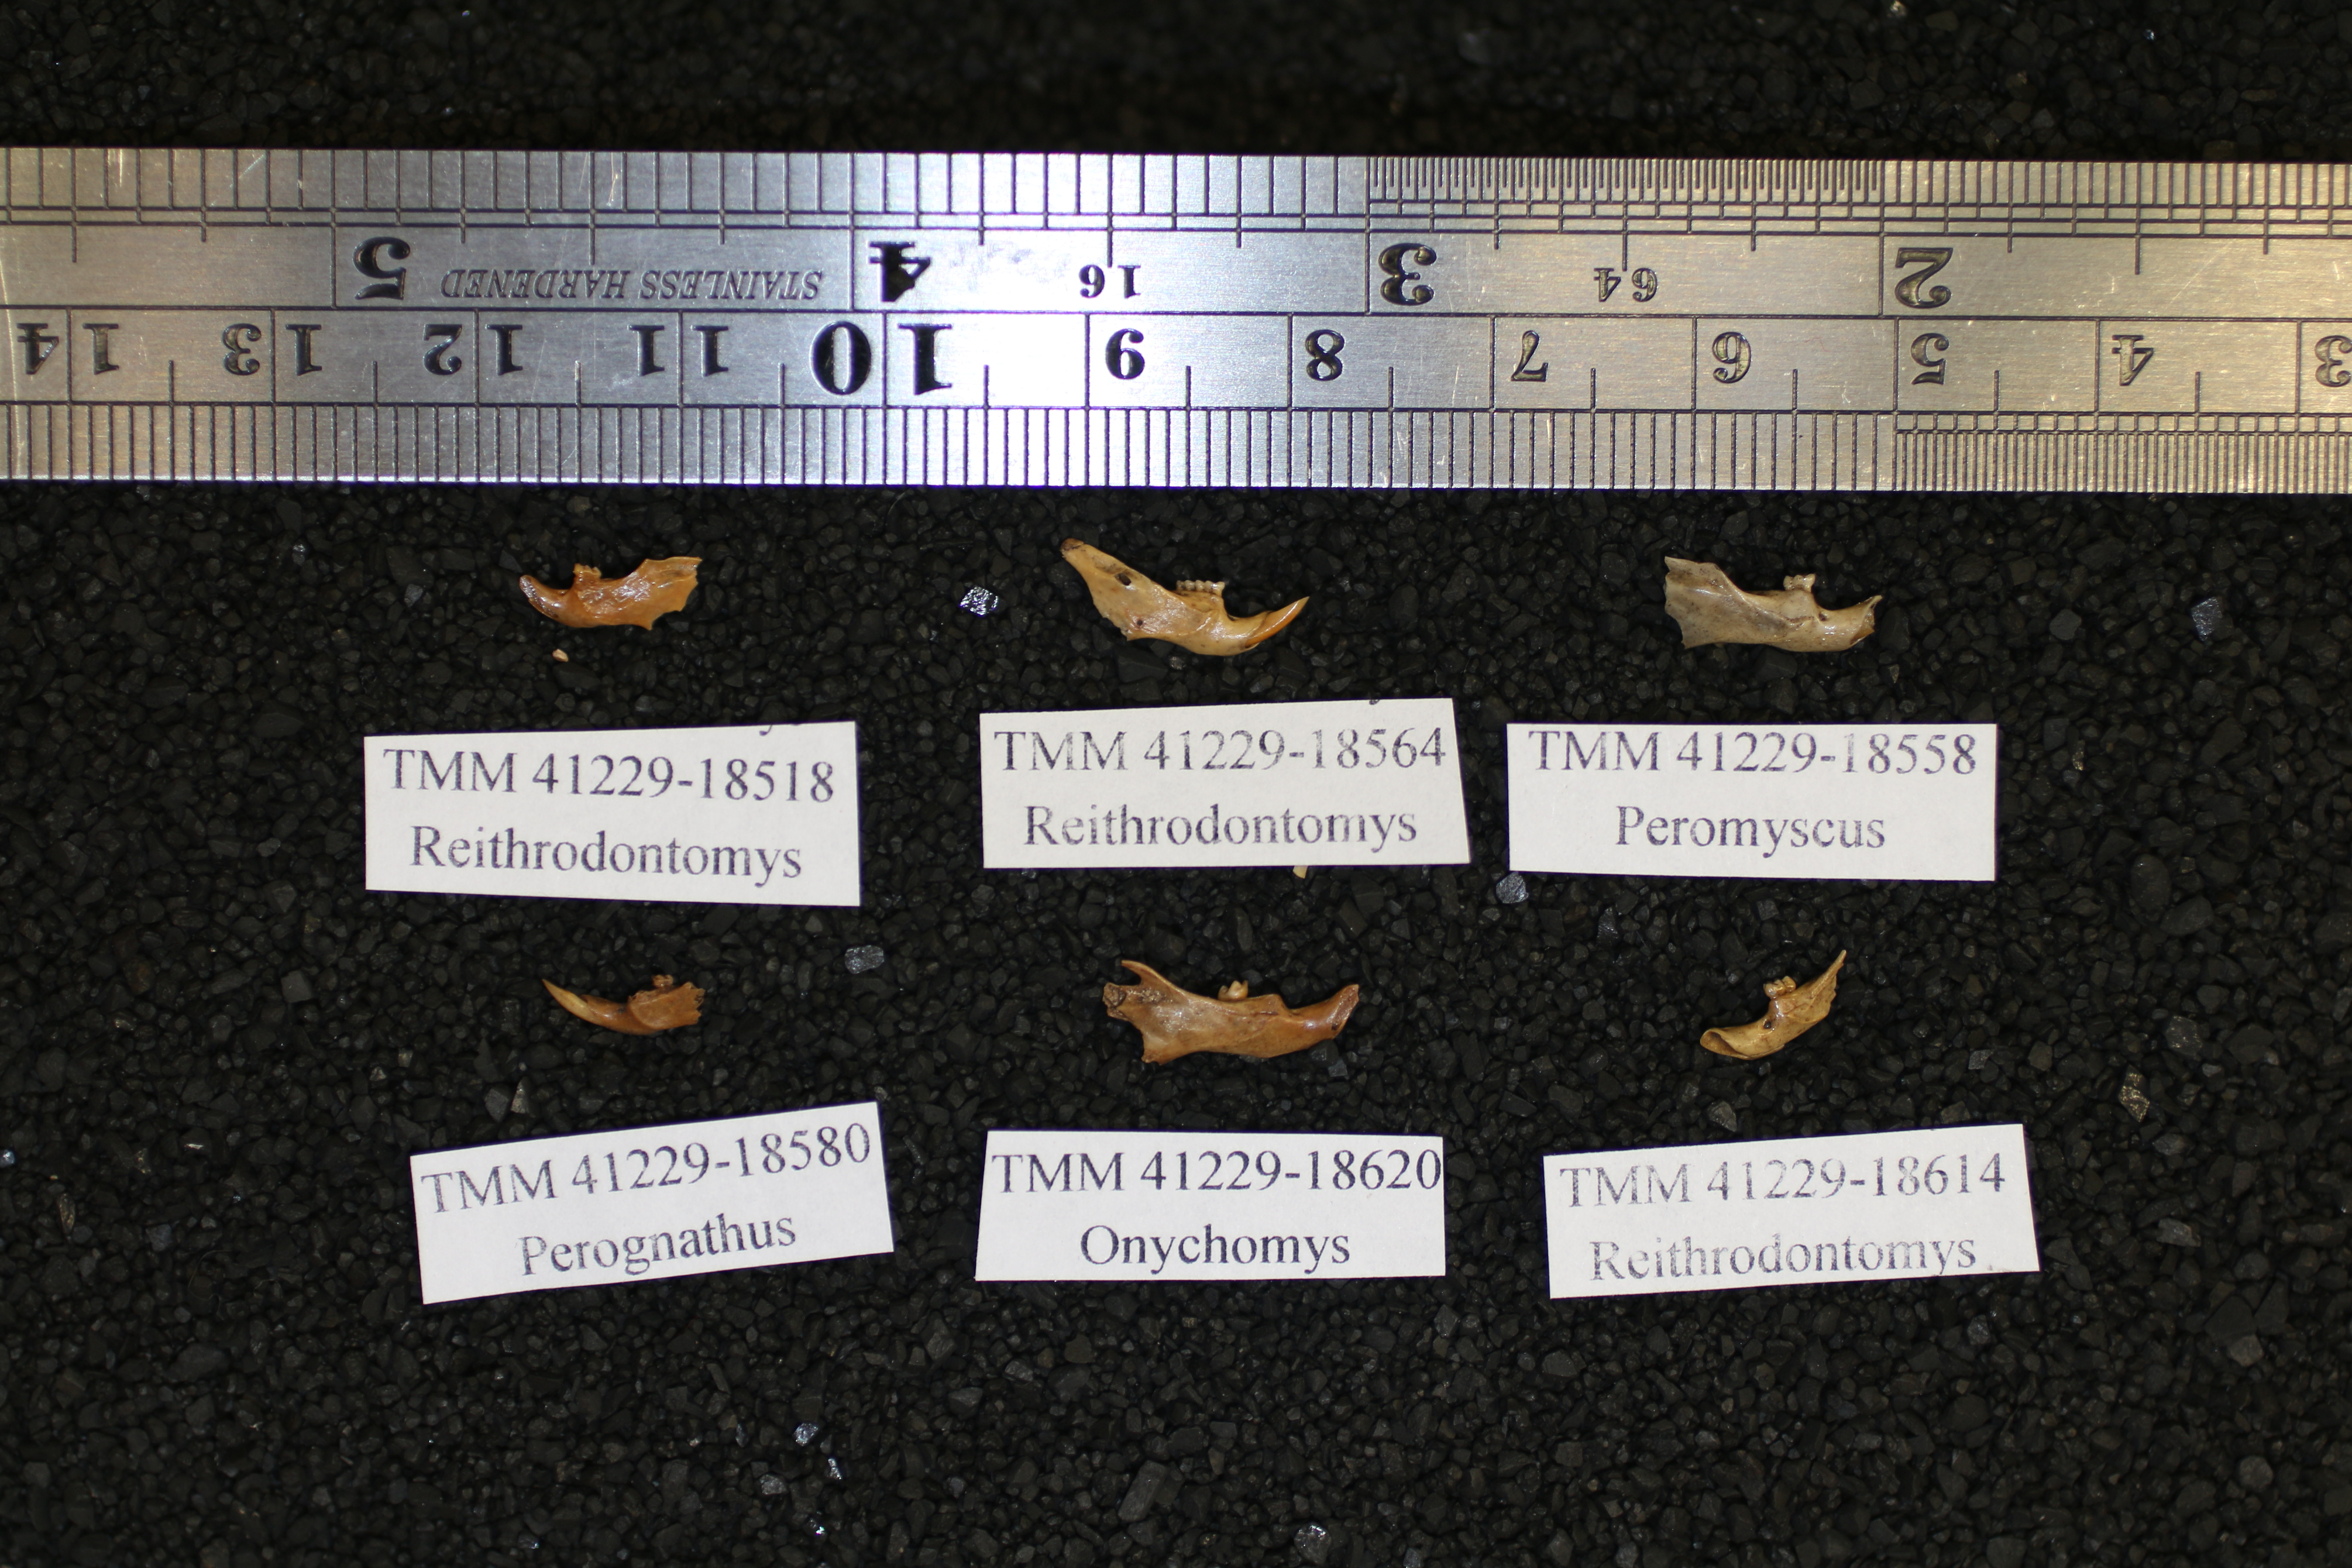 5 STAINLESS HARDENED 4 16 3 64 2
14 13 12 11 10 9 8 7 6 5 4 3
TMM 41229-18518
Reithrodontomys
TMM 41229-18564
Reithrodontomys
TMM 41229-18558
Peromyscus
TMM 41229-18580
Perognathus
TMM 41229-18620
Onychomys
TMM 41229-18614
Reithrodontomys